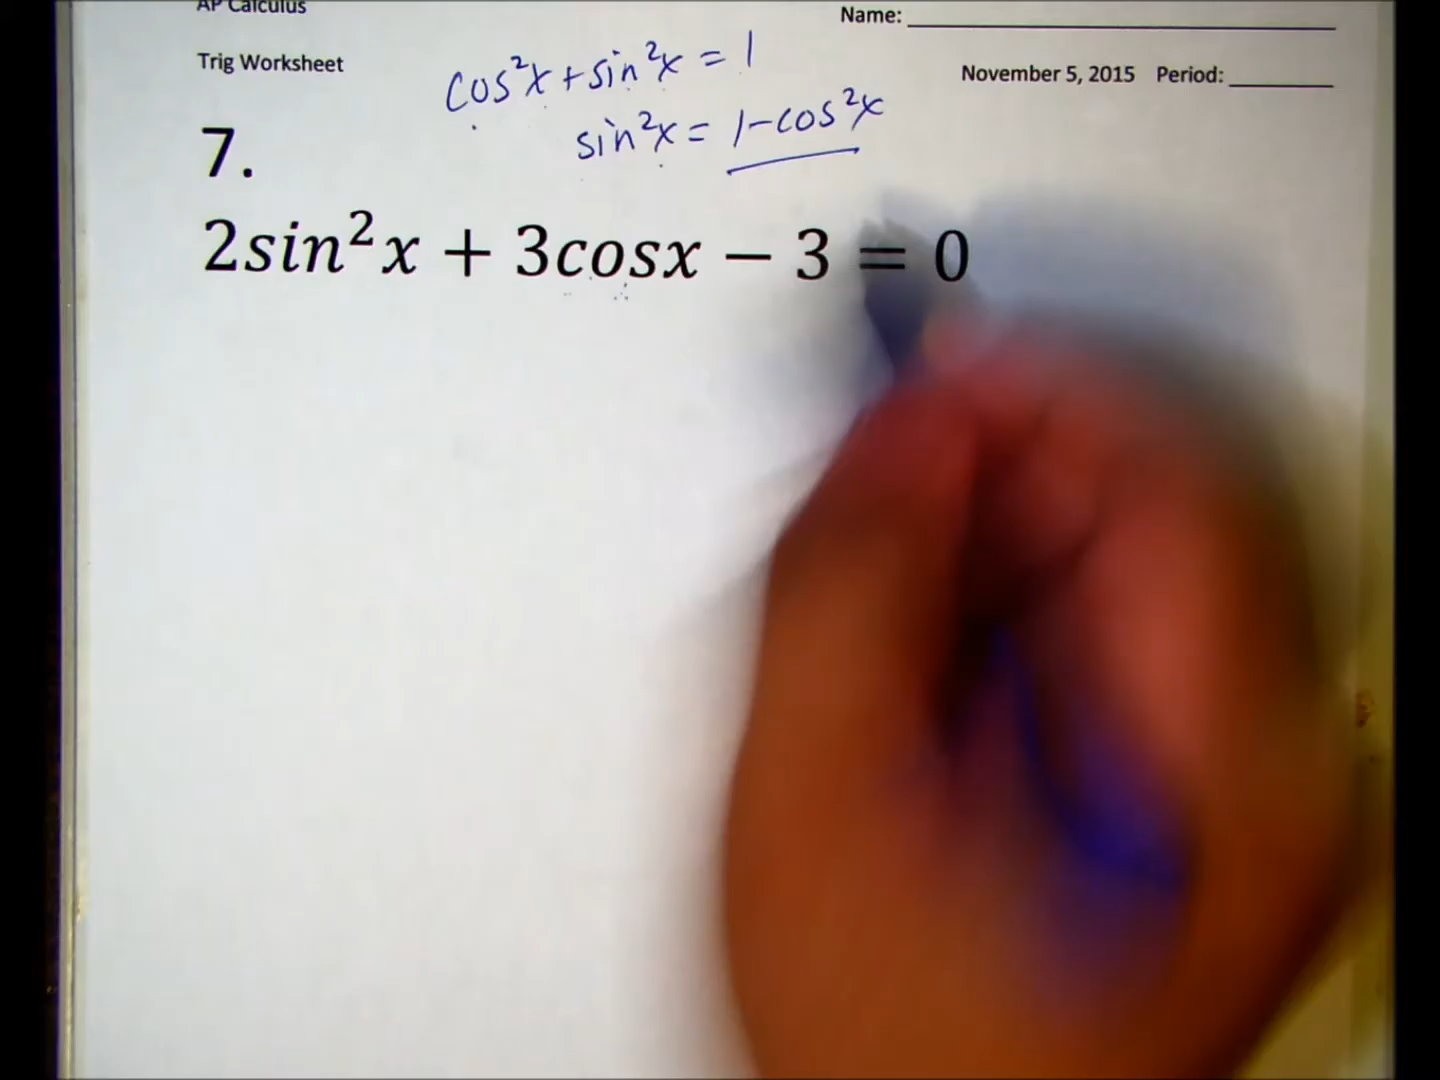 AP Calculus
Name:
Trig Worksheet
November 5, 2015 Period:
cos²x + sin²x = 1
sin²x = 1 - cos²x
7.
2sin²x + 3cosx − 3 = 0